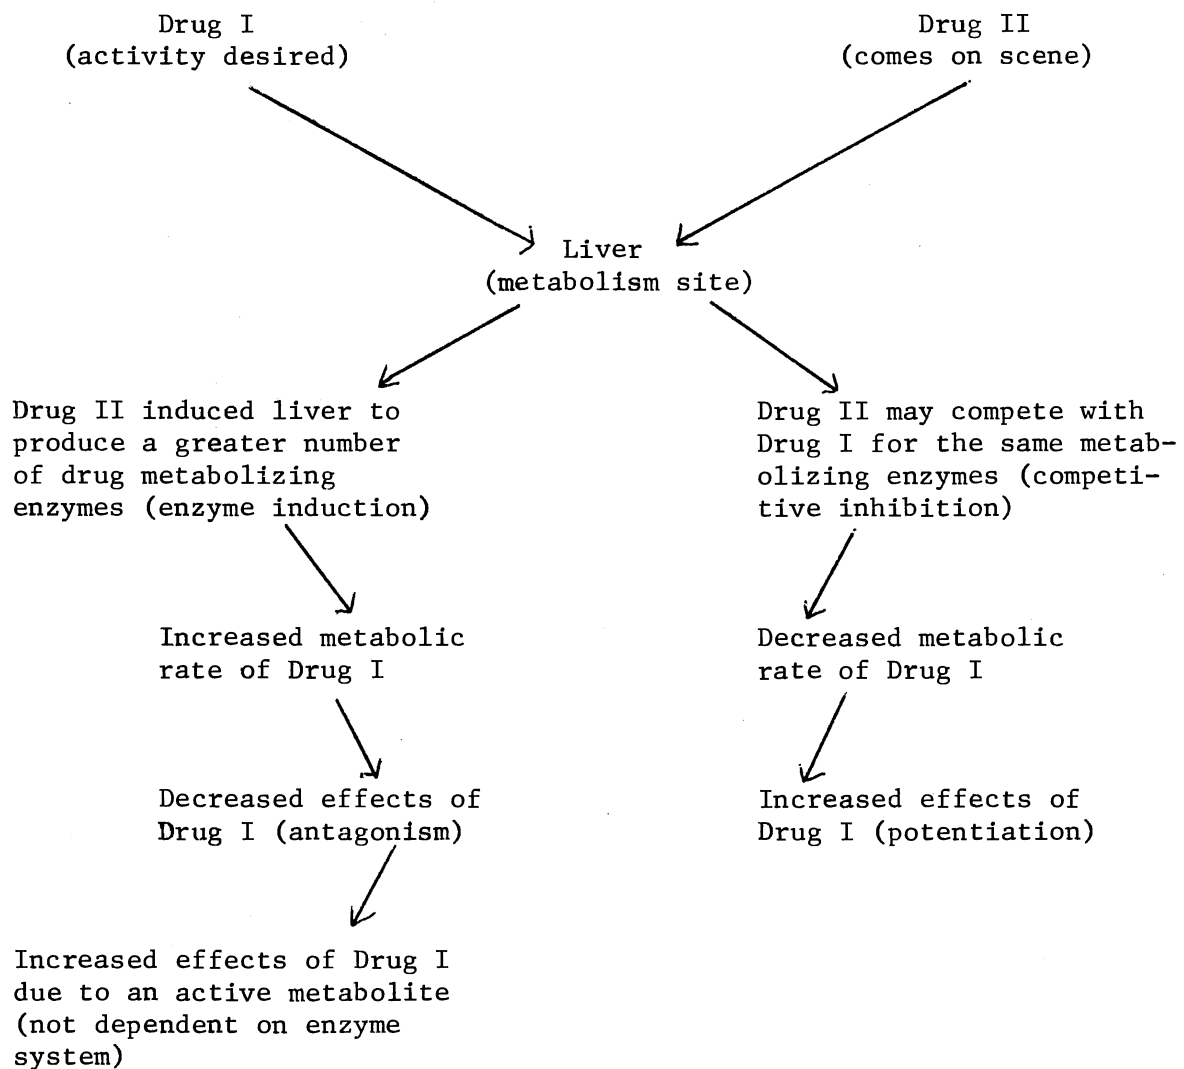 Drug I
(activity desired)
Drug II
(comes on scene)
Liver
(metabolism site)
Drug II induced liver to
produce a greater number
of drug metabolizing
enzymes (enzyme induction)
Drug II may compete with
Drug I for the same metab-
olizing enzymes (competi-
tive inhibition)
Increased metabolic
rate of Drug I
Decreased metabolic
rate of Drug I
Decreased effects of
Drug I (antagonism)
Increased effects of
Drug I (potentiation)
Increased effects of Drug I
due to an active metabolite
(not dependent on enzyme
system)